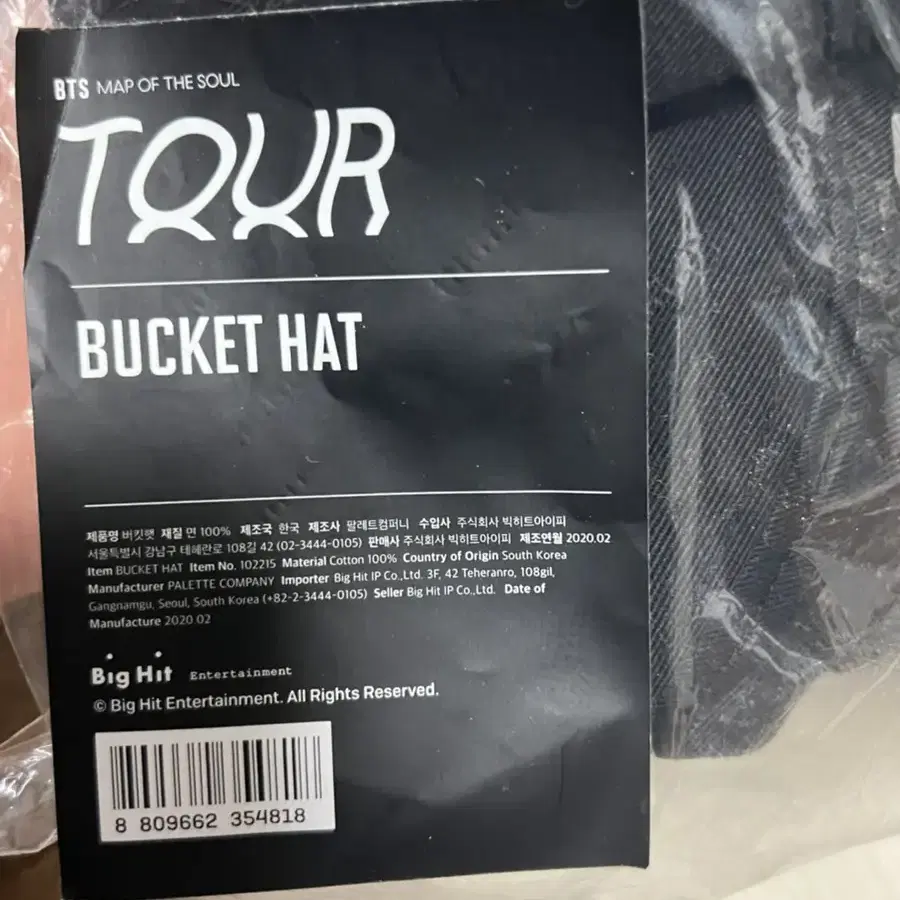 BTS MAP OF THE SOUL
TOUR
BUCKET HAT
제품명 버킷햇 재질 면 100% 제조국 한국 제조사 팔레트컴퍼니 수입사 주식회사 빅히트아이피
서울특별시 강남구 테헤란로 108길 42 (02-3444-0105) 판매사 주식회사 빅히트아이피 제조연월 2020.02
Item BUCKET HAT Item No. 102215 Material Cotton 100% Country of Origin South Korea
Manufacturer PALETTE COMPANY Importer Big Hit IP Co.,Ltd. 3F, 42 Teheranro, 108gil,
Gangnamgu, Seoul, South Korea (+82-2-3444-0105) Seller Big Hit IP Co.,Ltd. Date of
Manufacture 2020.02
Big Hit Entertainment
© Big Hit Entertainment. All Rights Reserved.
8 809662 354818